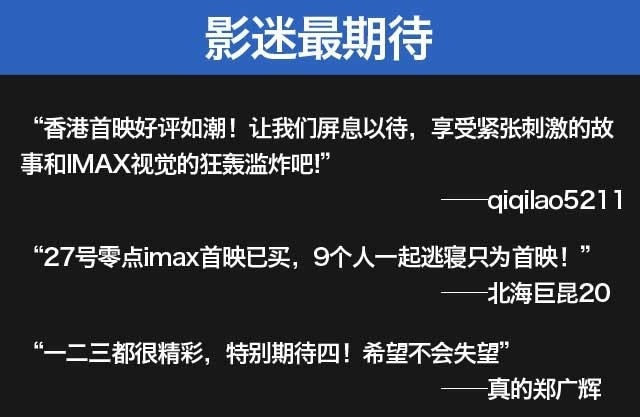 影迷最期待
“香港首映好评如潮！让我们屏息以待，享受紧张刺激的故
事和IMAX视觉的狂轰滥炸吧!”
——qiqilao5211
“27号零点imax首映已买，9个人一起逃寝只为首映！”
——北海巨昆20
“一二三都很精彩，特别期待四！希望不会失望”
——真的郑广辉